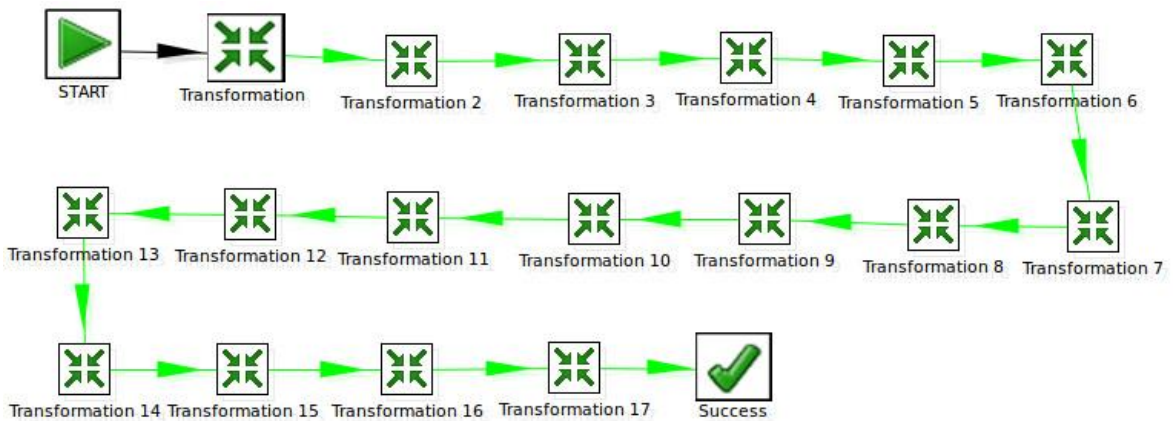 START
Transformation
Transformation 2
Transformation 3
Transformation 4
Transformation 5
Transformation 6
Transformation 13
Transformation 12
Transformation 11
Transformation 10
Transformation 9
Transformation 8
Transformation 7
Transformation 14
Transformation 15
Transformation 16
Transformation 17
Success